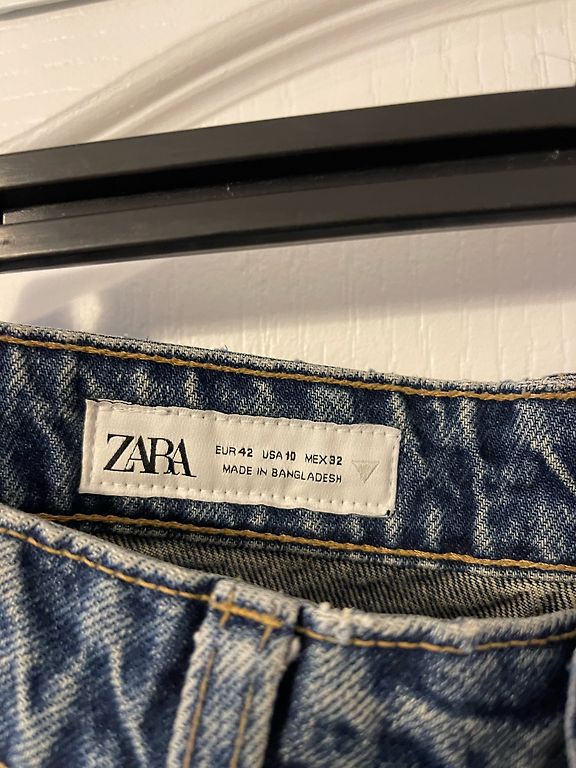 ZARA
EUR 42 USA 10 MEX 32
MADE IN BANGLADESH